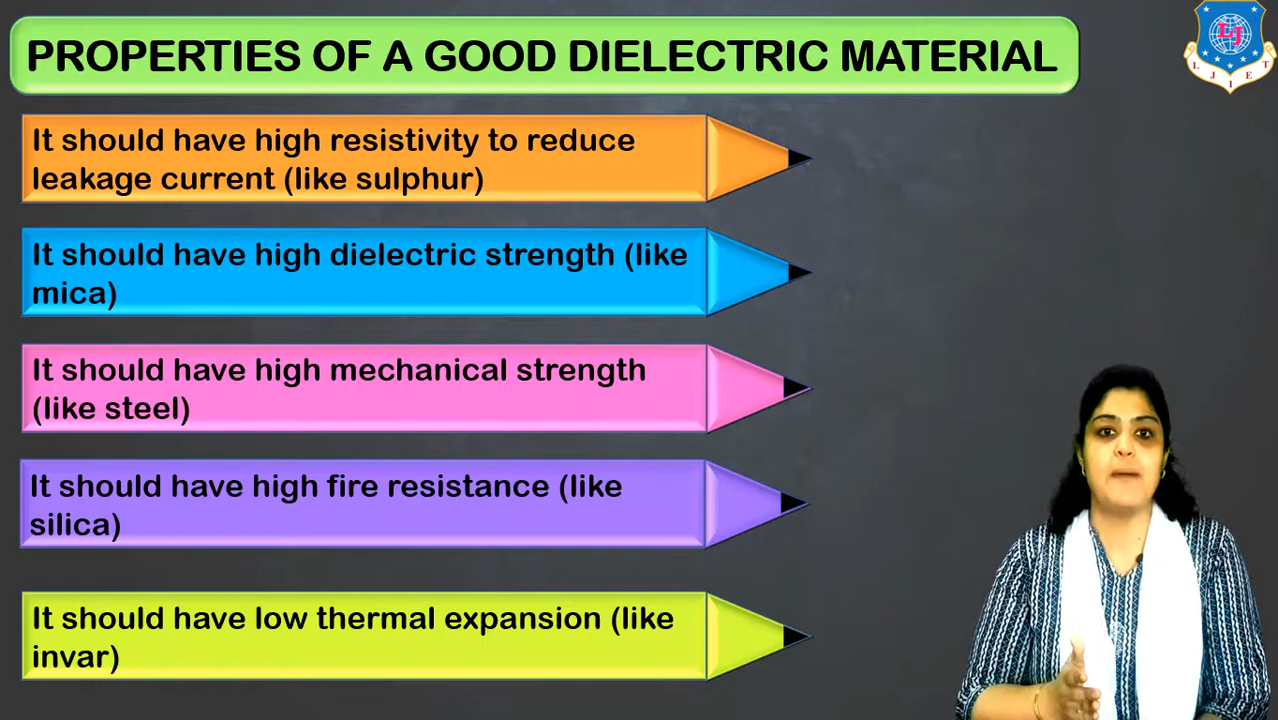 PROPERTIES OF A GOOD DIELECTRIC MATERIAL
LJ
L J I E T
It should have high resistivity to reduce
leakage current (like sulphur)
It should have high dielectric strength (like
mica)
It should have high mechanical strength
(like steel)
It should have high fire resistance (like
silica)
It should have low thermal expansion (like
invar)